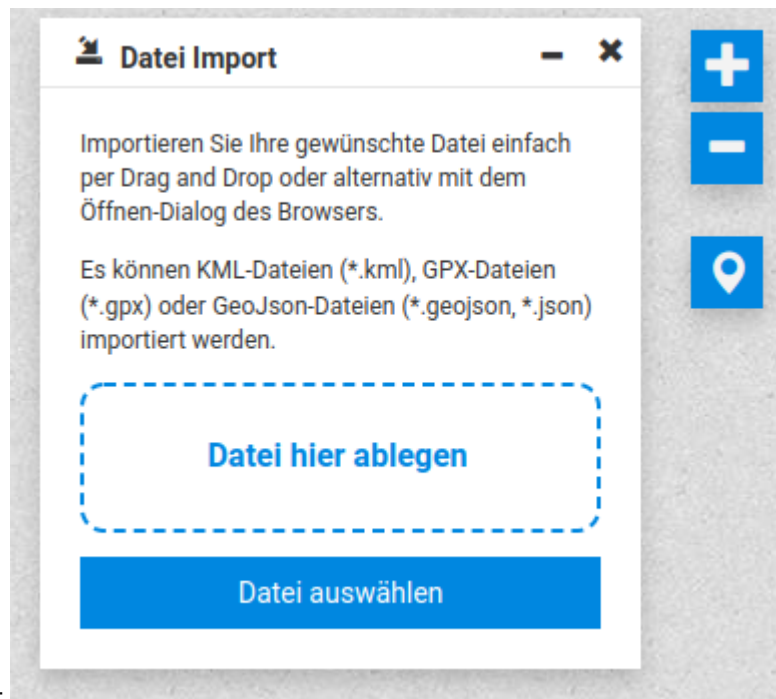 Datei Import
Importieren Sie Ihre gewünschte Datei einfach
per Drag and Drop oder alternativ mit dem
Öffnen-Dialog des Browsers.
Es können KML-Dateien (*.kml), GPX-Dateien
(*.gpx) oder GeoJson-Dateien (*.geojson, *.json)
importiert werden.
Datei hier ablegen
Datei auswählen